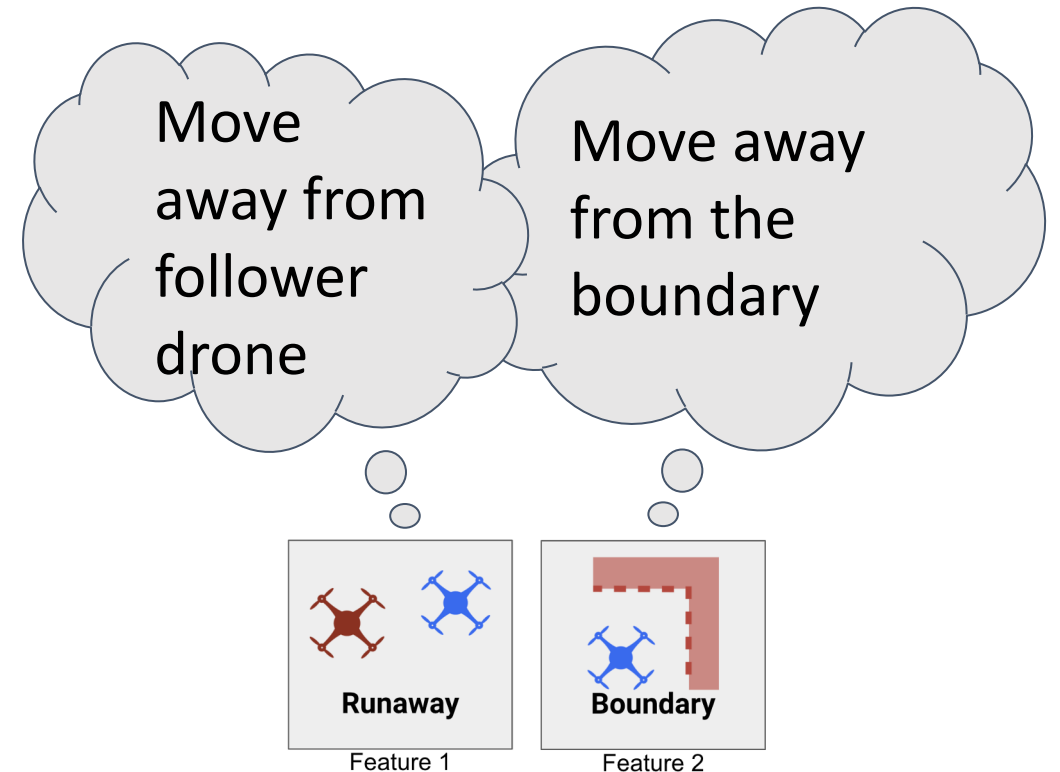 Move
away from
follower
drone
Move away
from the
boundary
Runaway
Boundary
Feature 1
Feature 2